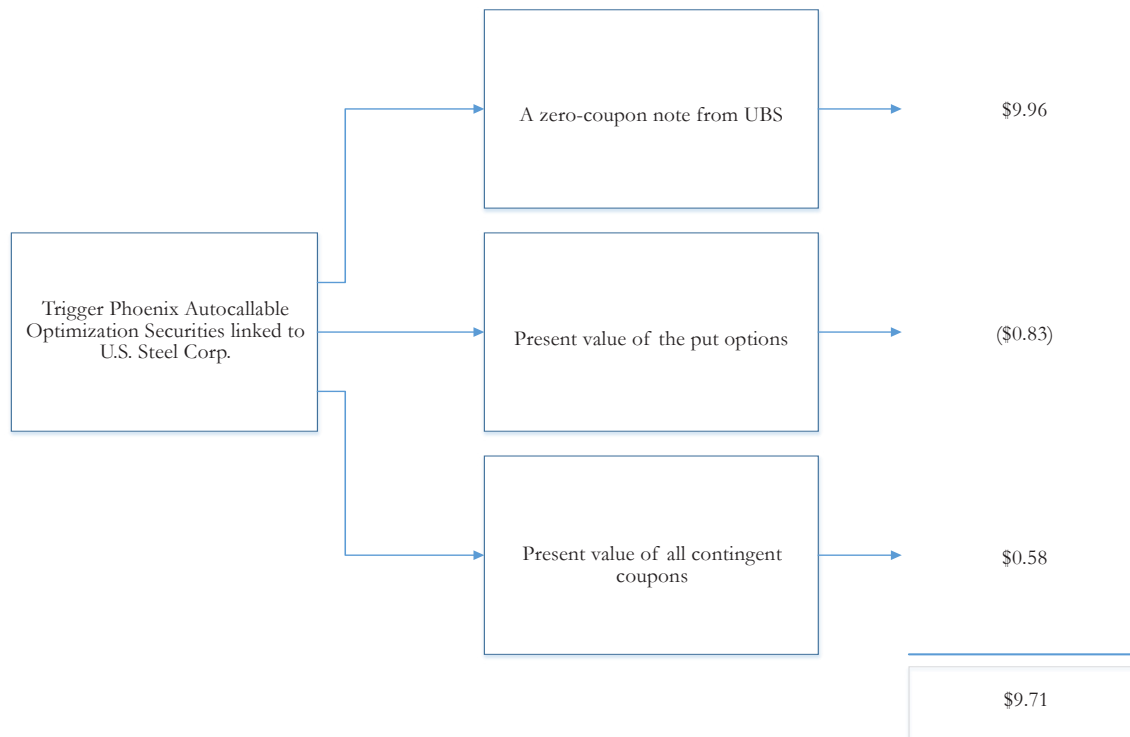 A zero-coupon note from UBS
$9.96
Trigger Phoenix Autocallable
Optimization Securities linked to
U.S. Steel Corp.
Present value of the put options
($0.83)
Present value of all contingent
coupons
$0.58
$9.71